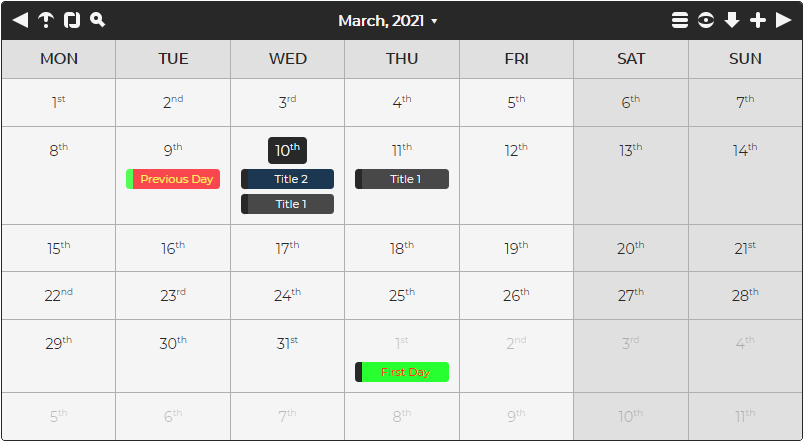 March, 2021
MON TUE WED THU FRI SAT SUN
1st 2nd 3rd 4th 5th 6th 7th
8th 9th 10th 11th 12th 13th 14th
Previous Day Title 2 Title 1
Title 1
15th 16th 17th 18th 19th 20th 21st
22nd 23rd 24th 25th 26th 27th 28th
29th 30th 31st 1st 2nd 3rd 4th
First Day
5th 6th 7th 8th 9th 10th 11th